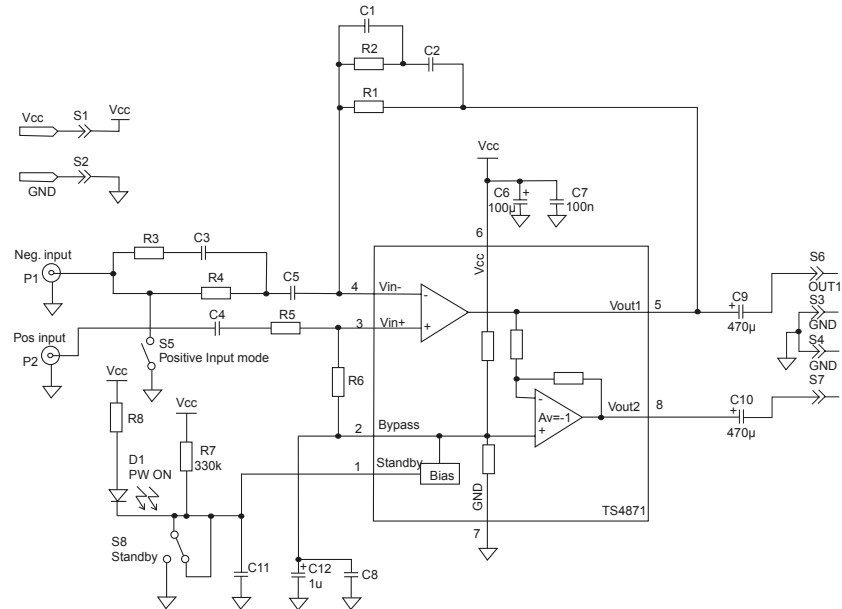 C1
R2
C2
R1
Vcc
S1
Vcc
S2
GND
Vcc
C6
+
100µ
C7
100n
6
Vcc
Neg. input
P1
R3
C3
R4
C5
4
Vin-
-
Vout1
5
S6
OUT1
C9
+
470µ
S3
GND
S4
GND
S7
Pos input
P2
C4
R5
3
Vin+
+
S5
Positive Input mode
Vcc
R8
Vcc
R6
-
Av=-1
+
Vout2
8
C10
+
470µ
2
Bypass
R7
330k
D1
PW ON
1
Standby
Bias
GND
TS4871
7
S8
Standby
C11
+
C12
1u
C8